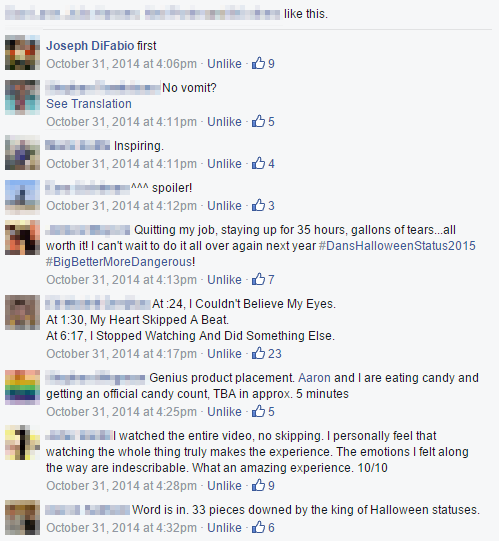 like this.
Joseph DiFabio first
October 31, 2014 at 4:06pm · Unlike · 9
No vomit?
See Translation
October 31, 2014 at 4:11pm · Unlike · 5
Inspiring.
October 31, 2014 at 4:11pm · Unlike · 4
^^^ spoiler!
October 31, 2014 at 4:12pm · Unlike · 3
Quitting my job, staying up for 35 hours, gallons of tears...all
worth it! I can't wait to do it all over again next year #DansHalloweenStatus2015
#BigBetterMoreDangerous!
October 31, 2014 at 4:13pm · Unlike · 7
At :24, I Couldn't Believe My Eyes.
At 1:30, My Heart Skipped A Beat.
At 6:17, I Stopped Watching And Did Something Else.
October 31, 2014 at 4:17pm · Unlike · 23
Genius product placement. Aaron and I are eating candy and
getting an official candy count, TBA in approx. 5 minutes
October 31, 2014 at 4:25pm · Unlike · 5
I watched the entire video, no skipping. I personally feel that
watching the whole thing truly makes the experience. The emotions I felt along
the way are indescribable. What an amazing experience. 10/10
October 31, 2014 at 4:28pm · Unlike · 9
Word is in. 33 pieces downed by the king of Halloween statuses.
October 31, 2014 at 4:32pm · Unlike · 6